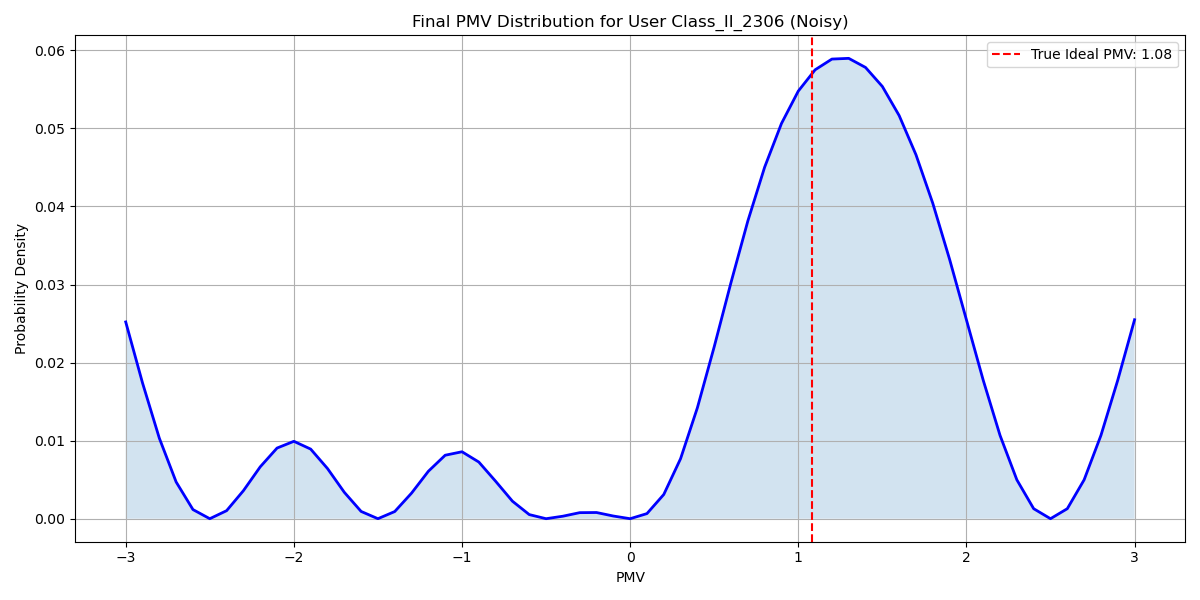 Final PMV Distribution for User Class_II_2306 (Noisy)
True Ideal PMV: 1.08
Probability Density
0.06
0.05
0.04
0.03
0.02
0.01
0.00
−3 −2 −1 0 1 2 3
PMV